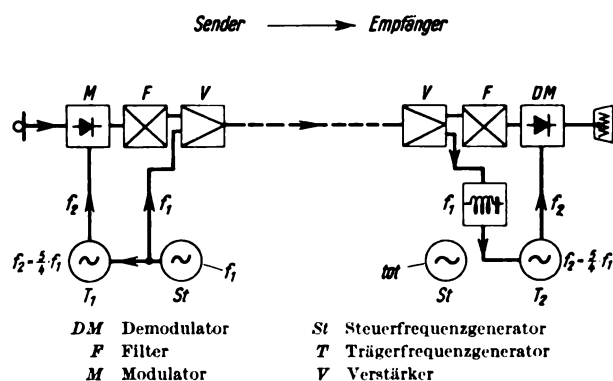 Sender Empfänger
M F V V F DM
f₂ f₁ f₁ f₂
f₂=5/4·f₁ f₁ tot f₂=5/4·f₁
T₁ St St T₂
DM Demodulator St Steuerfrequenzgenerator
F Filter T Trägerfrequenzgenerator
M Modulator V Verstärker